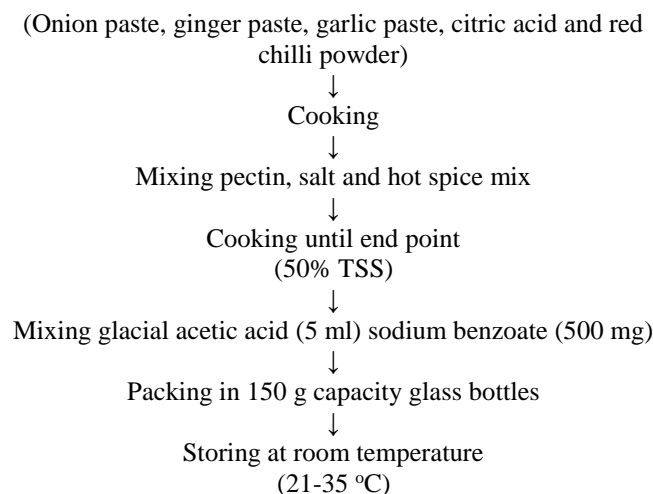 (Onion paste, ginger paste, garlic paste, citric acid and red
chilli powder)
↓
Cooking
↓
Mixing pectin, salt and hot spice mix
↓
Cooking until end point
(50% TSS)
↓
Mixing glacial acetic acid (5 ml) sodium benzoate (500 mg)
↓
Packing in 150 g capacity glass bottles
↓
Storing at room temperature
(21-35 °C)